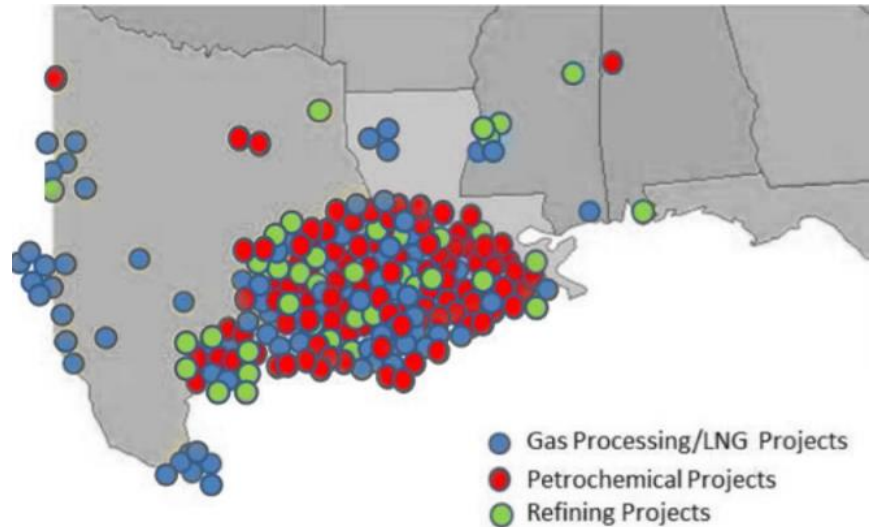 Gas Processing/LNG Projects
Petrochemical Projects
Refining Projects